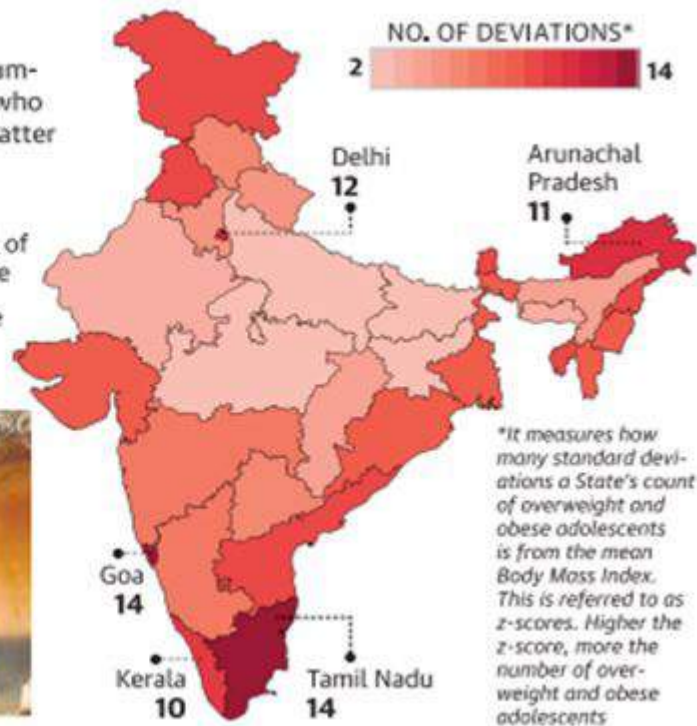 NO. OF DEVIATIONS*
2
14
who
atter
of
Delhi
12
Arunachal
Pradesh
11
Goa
14
Kerala
10
Tamil Nadu
14
*It measures how
many standard devi-
ations a State's count
of overweight and
obese adolescents
is from the mean
Body Mass Index.
This is referred to as
z-scores. Higher the
z-score, more the
number of over-
weight and obese
adolescents